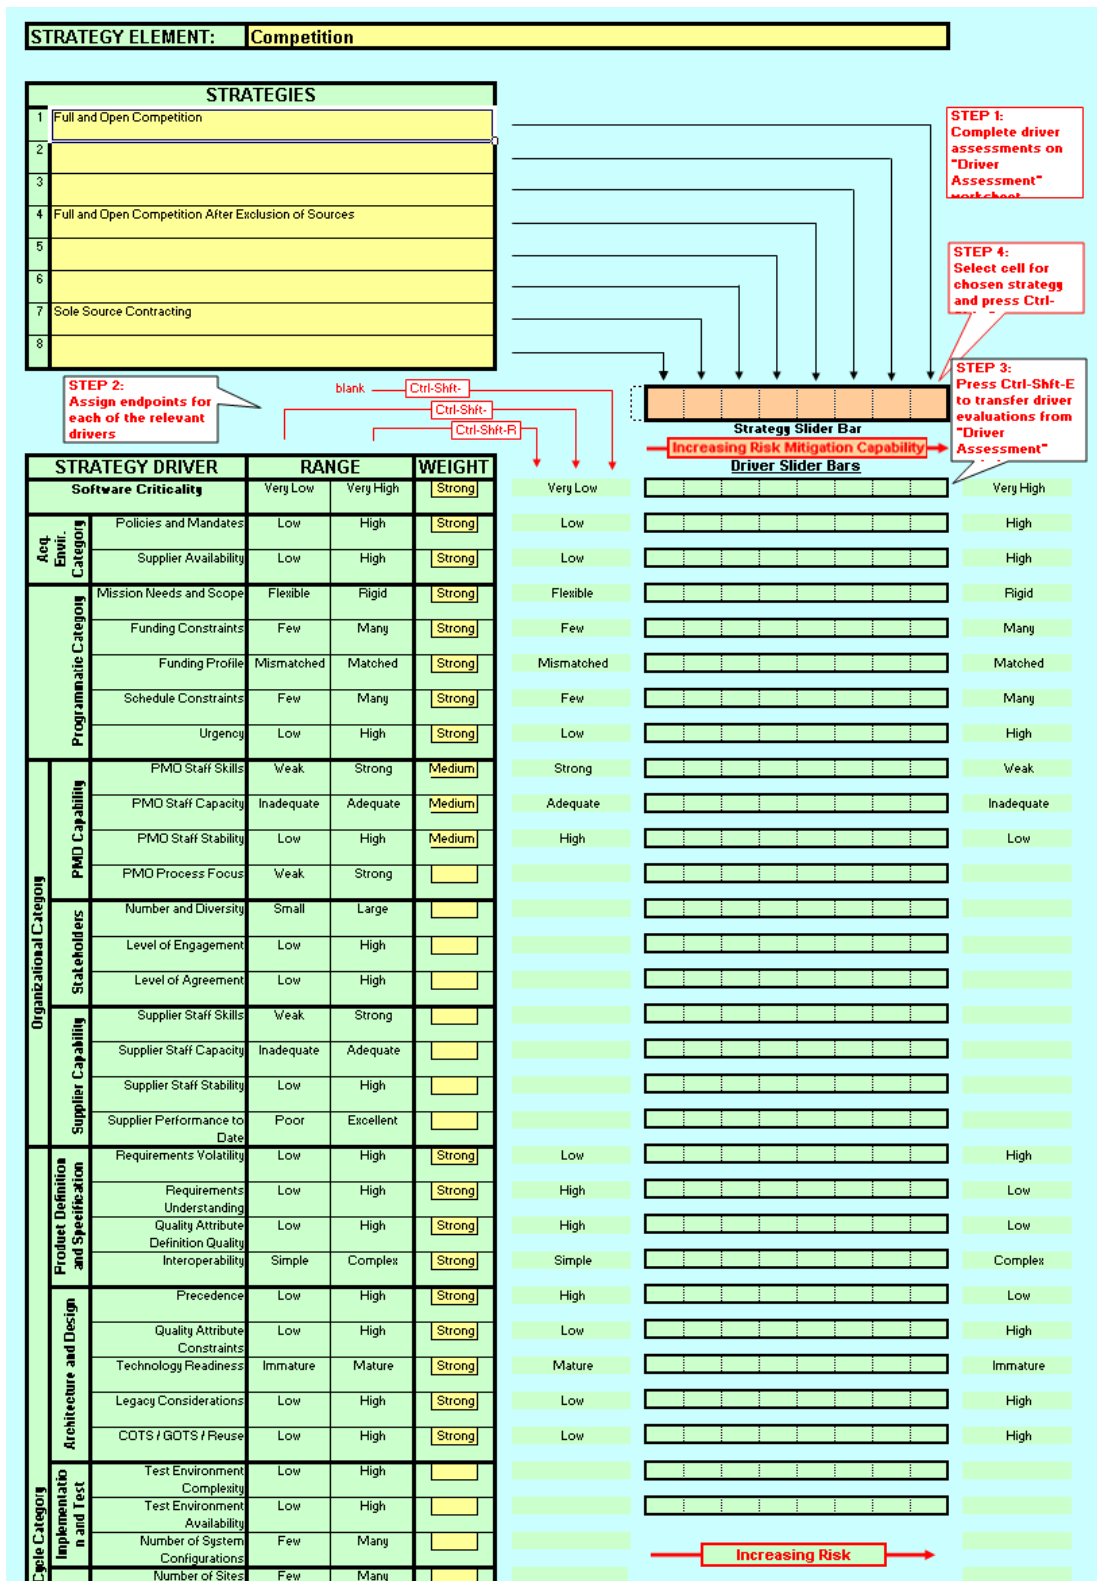 STRATEGY ELEMENT: Competition
STRATEGIES
1 Full and Open Competition
2
3
4 Full and Open Competition After Exclusion of Sources
5
6
7 Sole Source Contracting
8
STEP 1:
Complete driver
assessments on
"Driver
Assessment"
worksheet
STEP 4:
Select cell for
chosen strategy
and press Ctrl-
STEP 2:
Assign endpoints for
each of the relevant
drivers
blank Ctrl-Shft-
Ctrl-Shft-
Ctrl-Shft-R
STEP 3:
Press Ctrl-Shft-E
to transfer driver
evaluations from
"Driver
Assessment"
Strategy Slider Bar
Increasing Risk Mitigation Capability
Driver Slider Bars
STRATEGY DRIVER RANGE WEIGHT
Software Criticality Very Low Very High Strong Very Low Very High
Acq.
Envir.
Category
Policies and Mandates Low High Strong Low High
Supplier Availability Low High Strong Low High
Programmatic Category
Mission Needs and Scope Flexible Rigid Strong Flexible Rigid
Funding Constraints Few Many Strong Few Many
Funding Profile Mismatched Matched Strong Mismatched Matched
Schedule Constraints Few Many Strong Few Many
Urgency Low High Strong Low High
Organizational Category
PMO Capability
PMO Staff Skills Weak Strong Medium Strong Weak
PMO Staff Capacity Inadequate Adequate Medium Adequate Inadequate
PMO Staff Stability Low High Medium High Low
PMO Process Focus Weak Strong
Stakeholders
Number and Diversity Small Large
Level of Engagement Low High
Level of Agreement Low High
Supplier Capability
Supplier Staff Skills Weak Strong
Supplier Staff Capacity Inadequate Adequate
Supplier Staff Stability Low High
Supplier Performance to Poor Excellent
Date
Cycle Category
Product Definition
and Specification
Requirements Volatility Low High Strong Low High
Requirements Low High Strong High Low
Understanding
Quality Attribute Low High Strong High Low
Definition Quality
Interoperability Simple Complex Strong Simple Complex
Architecture and Design
Precedence Low High Strong High Low
Quality Attribute Low High Strong Low High
Constraints
Technology Readiness Immature Mature Strong Mature Immature
Legacy Considerations Low High Strong Low High
COTS / GOTS / Reuse Low High Strong Low High
Implementatio
n and Test
Test Environment Low High
Complexity
Test Environment Low High
Availability
Number of System Few Many
Configurations
Number of Sites Few Many
Increasing Risk